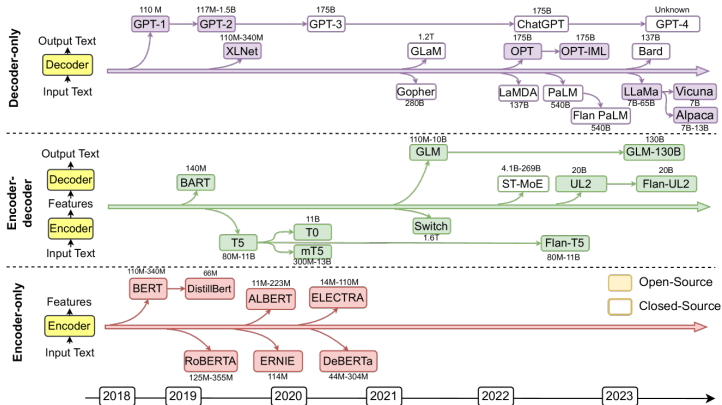 Decoder-only
Output Text
Decoder
Input Text
110 M
GPT-1
117M-1.5B
GPT-2
175B
GPT-3
175B
ChatGPT
Unknown
GPT-4
110M-340M
XLNet
1.2T
GLaM
175B
OPT
175B
OPT-IML
137B
Bard
Gopher
280B
LaMDA
137B
PaLM
540B
Flan PaLM
540B
LLaMa
7B-65B
Vicuna
7B
Alpaca
7B-13B
Encoder-
decoder
Output Text
Decoder
Features
Encoder
Input Text
140M
BART
110M-10B
GLM
130B
GLM-130B
4.1B-269B
ST-MoE
20B
UL2
20B
Flan-UL2
T5
80M-11B
11B
T0
mT5
300M-13B
Switch
1.6T
Flan-T5
80M-11B
Encoder-only
Features
Encoder
Input Text
110M-340M
BERT
66M
DistillBert
11M-223M
ALBERT
14M-110M
ELECTRA
RoBERTA
125M-355M
ERNIE
114M
DeBERTa
44M-304M
Open-Source
Closed-Source
2018
2019
2020
2021
2022
2023